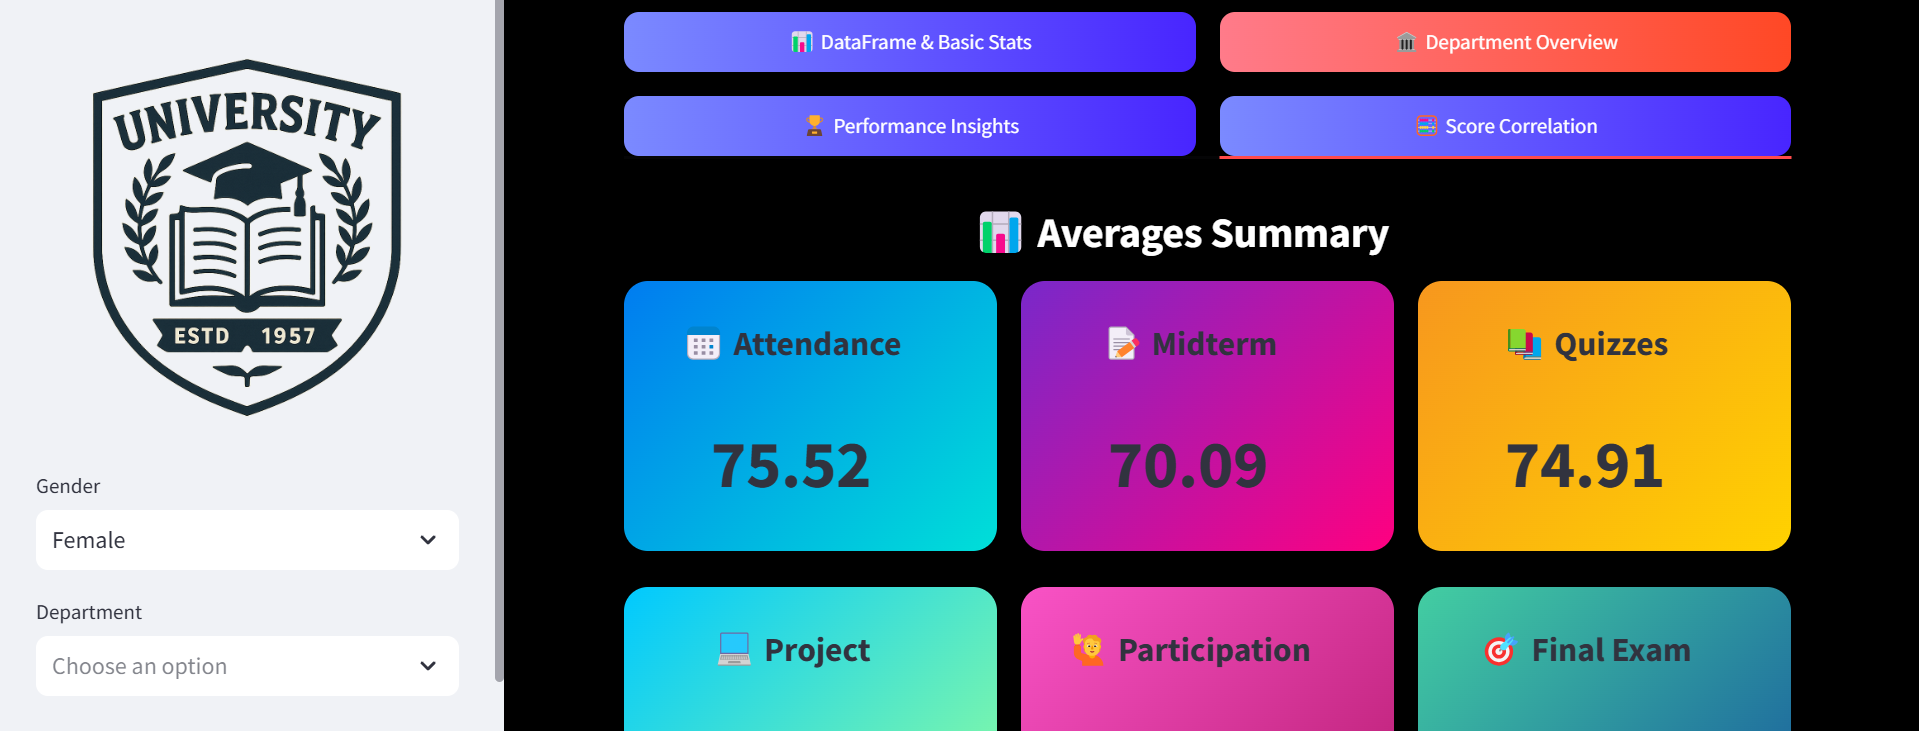 UNIVERSITY
ESTD 1957
Gender
Female
Department
Choose an option
DataFrame & Basic Stats
Department Overview
Performance Insights
Score Correlation
Averages Summary
Attendance
75.52
Midterm
70.09
Quizzes
74.91
Project
Participation
Final Exam